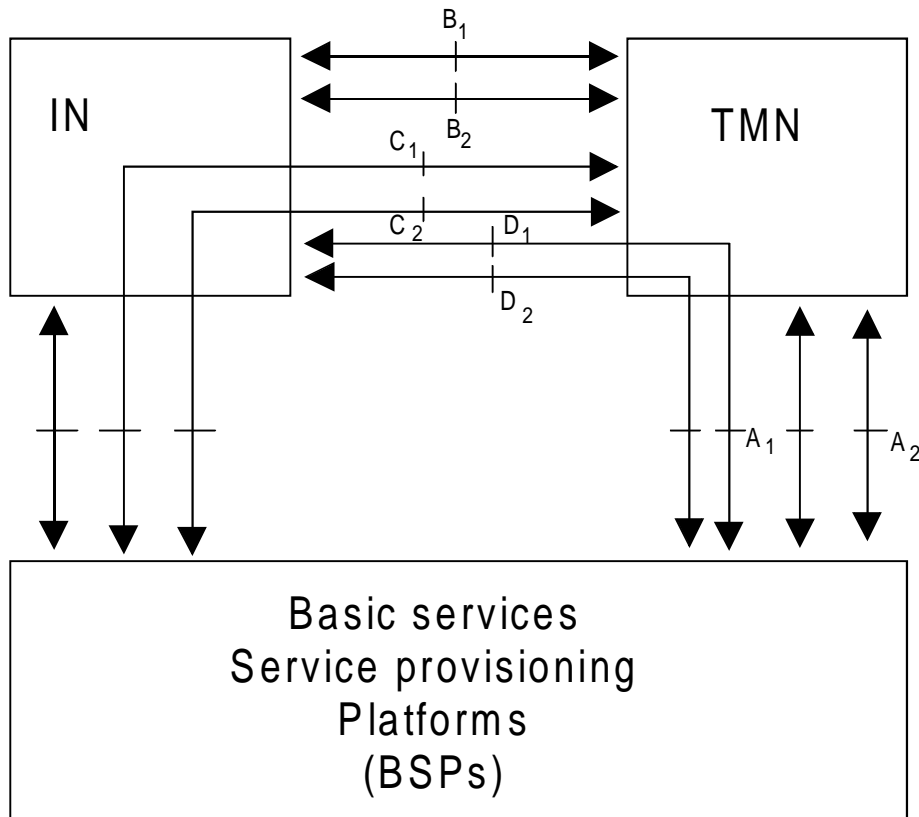 B1
IN
TMN
B2
C1
C2
D1
D2
A1
A2
Basic services
Service provisioning
Platforms
(BSPs)